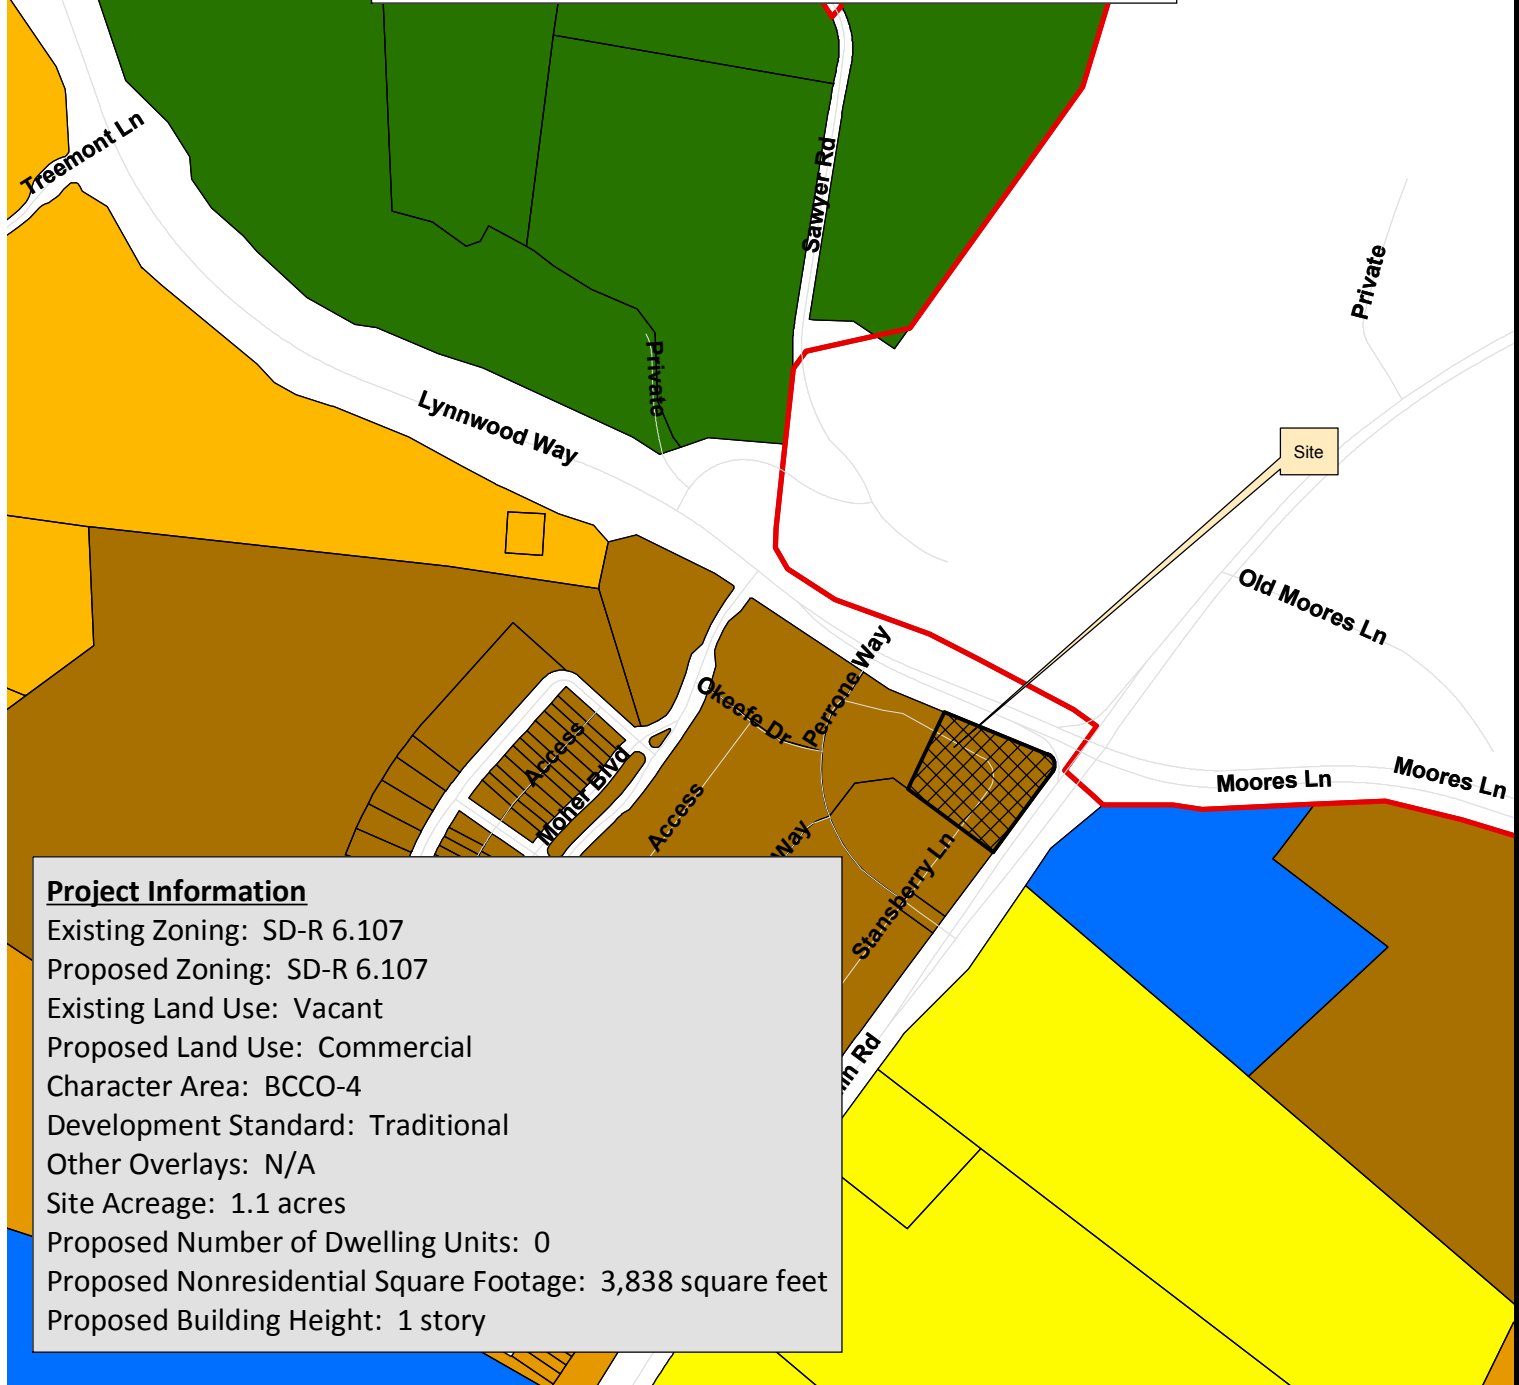 Treemont Ln
Sawyer Rd
Private
Private
Lynnwood Way
Site
Old Moores Ln
Perrone Way
Okeefe Dr
Access
Moher Blvd
Access
Moores Ln
Moores Ln
Way
Stansberry Ln
Rd
Project Information
Existing Zoning: SD-R 6.107
Proposed Zoning: SD-R 6.107
Existing Land Use: Vacant
Proposed Land Use: Commercial
Character Area: BCCO-4
Development Standard: Traditional
Other Overlays: N/A
Site Acreage: 1.1 acres
Proposed Number of Dwelling Units: 0
Proposed Nonresidential Square Footage: 3,838 square feet
Proposed Building Height: 1 story